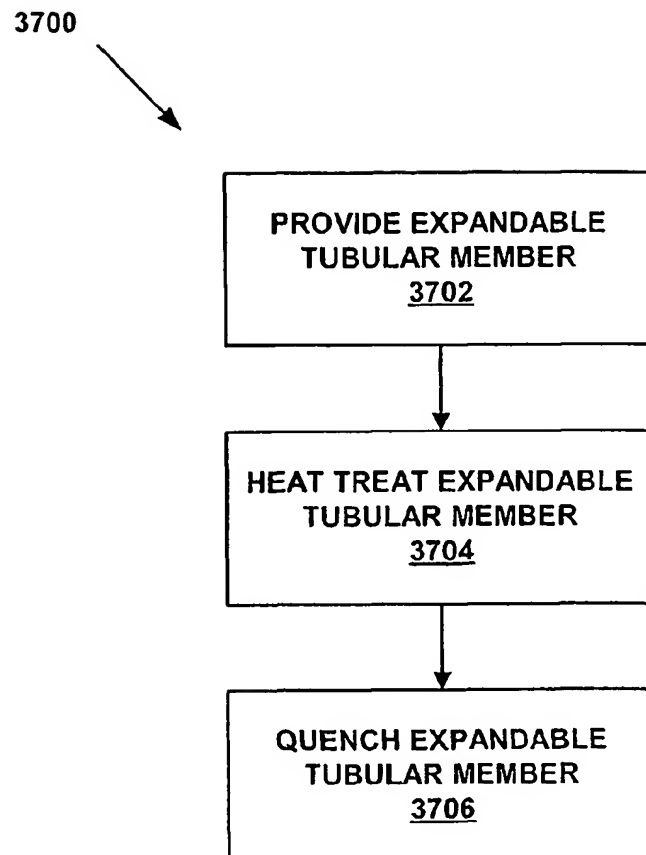 3700
PROVIDE EXPANDABLE
TUBULAR MEMBER
3702
HEAT TREAT EXPANDABLE
TUBULAR MEMBER
3704
QUENCH EXPANDABLE
TUBULAR MEMBER
3706